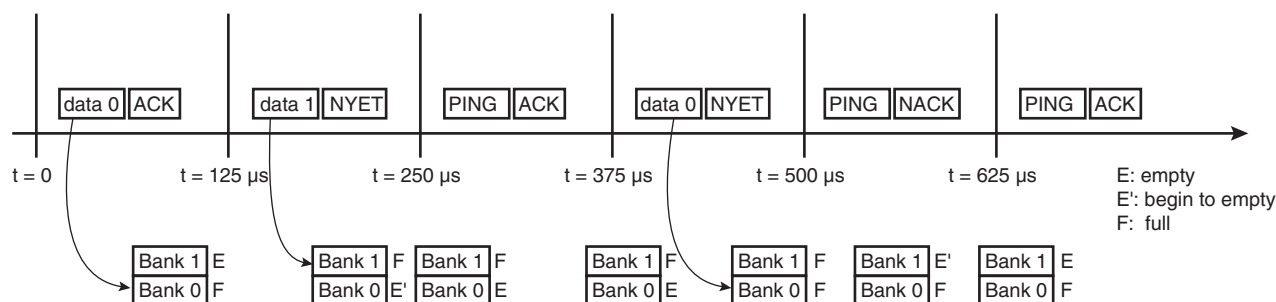 data 0 ACK data 1 NYET PING ACK data 0 NYET PING NACK PING ACK
t = 0 t = 125 μs t = 250 μs t = 375 μs t = 500 μs t = 625 μs
E: empty
E': begin to empty
F: full
Bank 1 E Bank 1 F Bank 1 F Bank 1 F Bank 1 F Bank 1 E' Bank 1 E
Bank 0 F Bank 0 E' Bank 0 E Bank 0 E Bank 0 F Bank 0 F Bank 0 F